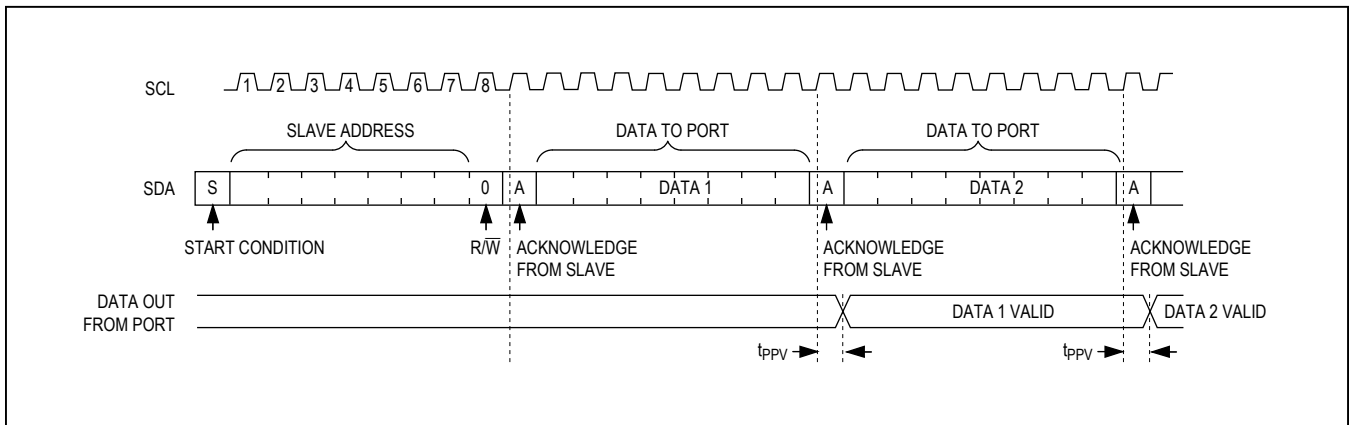 SCL 1 2 3 4 5 6 7 8
SLAVE ADDRESS DATA TO PORT DATA TO PORT
SDA S 0 A DATA 1 A DATA 2 A
START CONDITION R/W̅ ACKNOWLEDGE FROM SLAVE ACKNOWLEDGE FROM SLAVE ACKNOWLEDGE FROM SLAVE
DATA OUT FROM PORT DATA 1 VALID DATA 2 VALID
tPPV tPPV